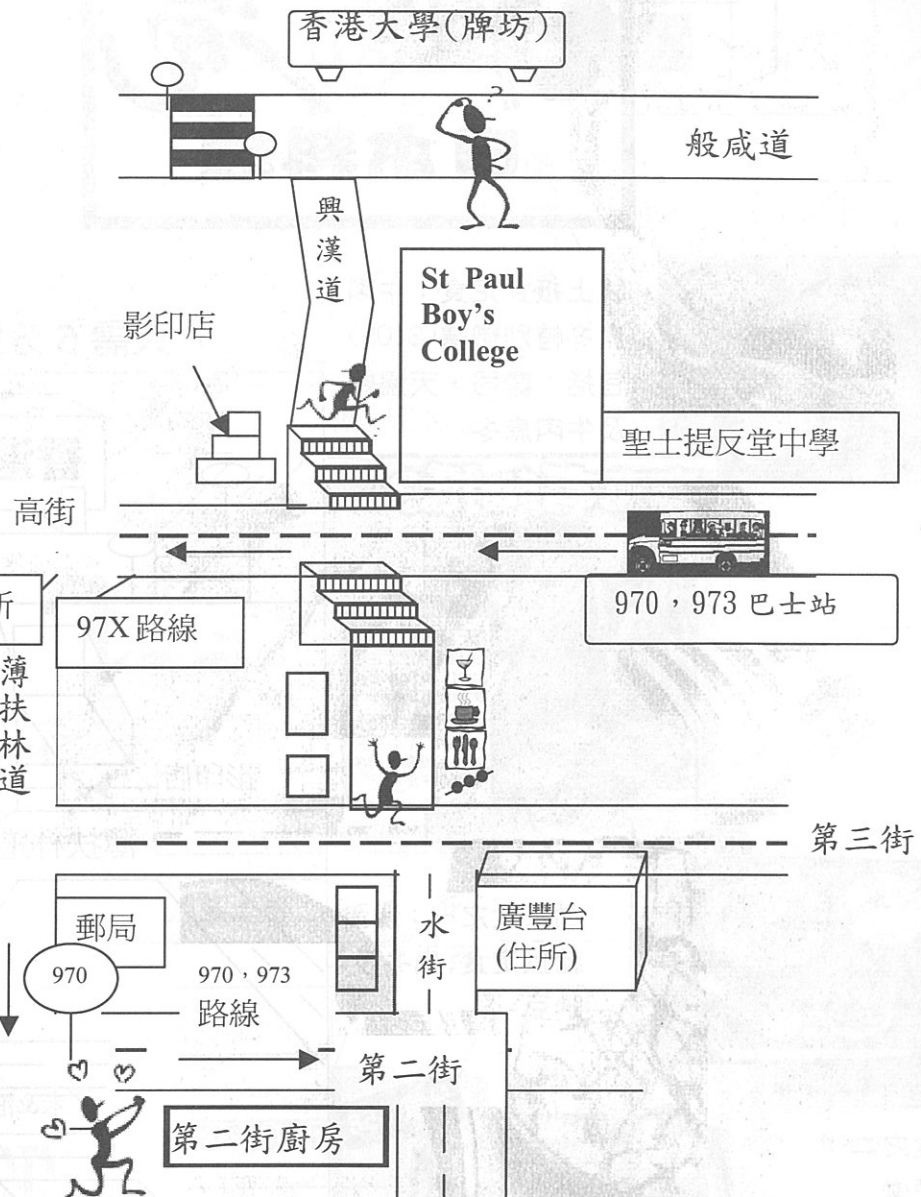 香港大學(牌坊)
?
般咸道
興漢道
St Paul
Boy's
College
影印店
聖士提反堂中學
高街
970，973 巴士站
所
97X 路線
薄扶林道
第三街
郵局
水街
廣豐台
(住所)
970
970，973
路線
第二街
第二街廚房